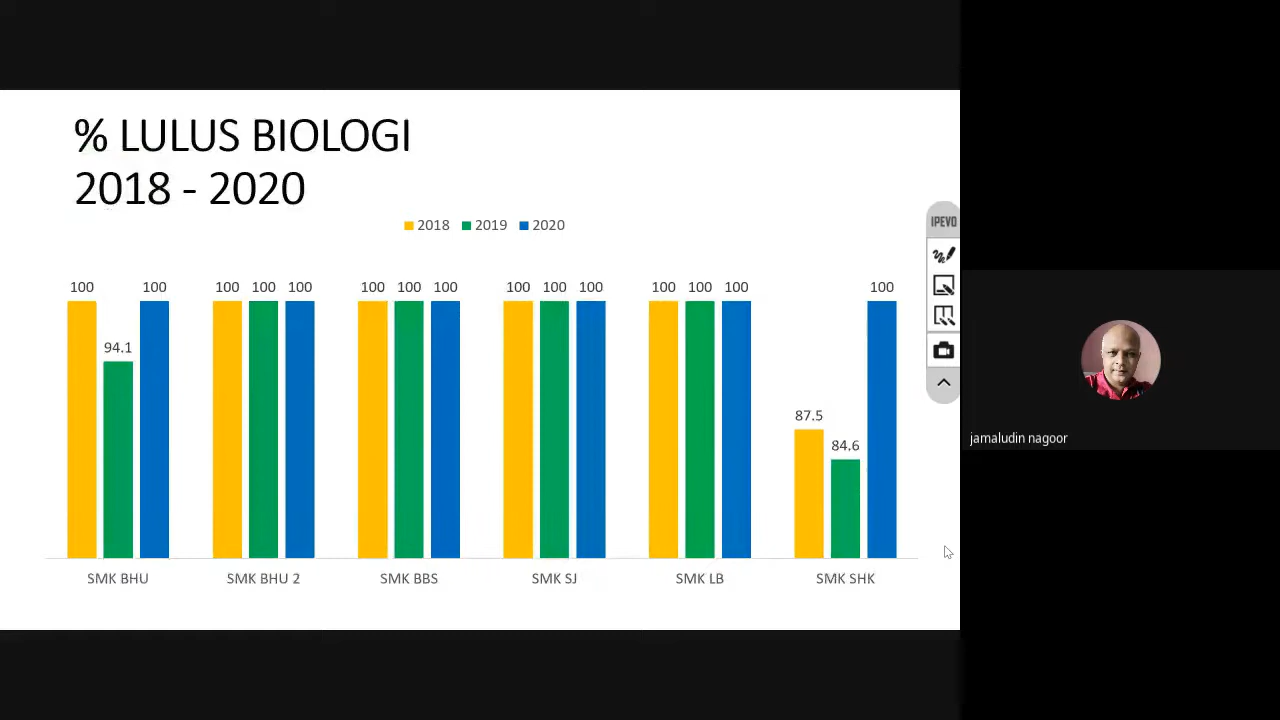 % LULUS BIOLOGI
2018 - 2020
2018 2019 2020
IPEVO
100 94.1 100 100 100 100 100 100 100 100 100 100 100 100 100 87.5 84.6 100
SMK BHU SMK BHU 2 SMK BBS SMK SJ SMK LB SMK SHK
jamaludin nagoor